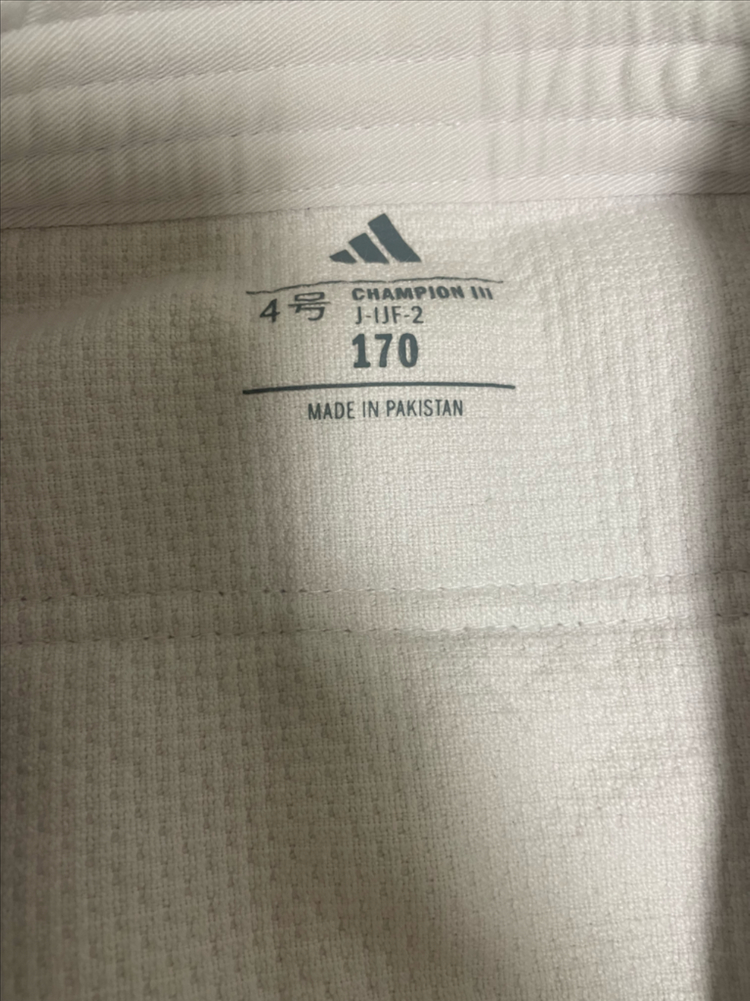 4号 CHAMPION III
J-IJF-2
170
MADE IN PAKISTAN